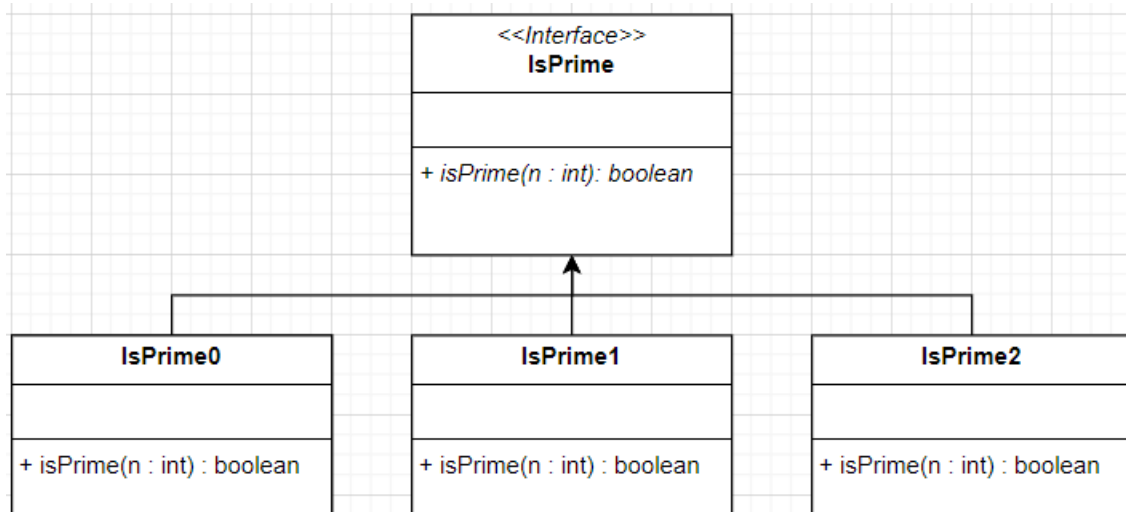 <<Interface>>
IsPrime
+ isPrime(n : int): boolean
IsPrime0
IsPrime1
IsPrime2
+ isPrime(n : int) : boolean
+ isPrime(n : int) : boolean
+ isPrime(n : int) : boolean